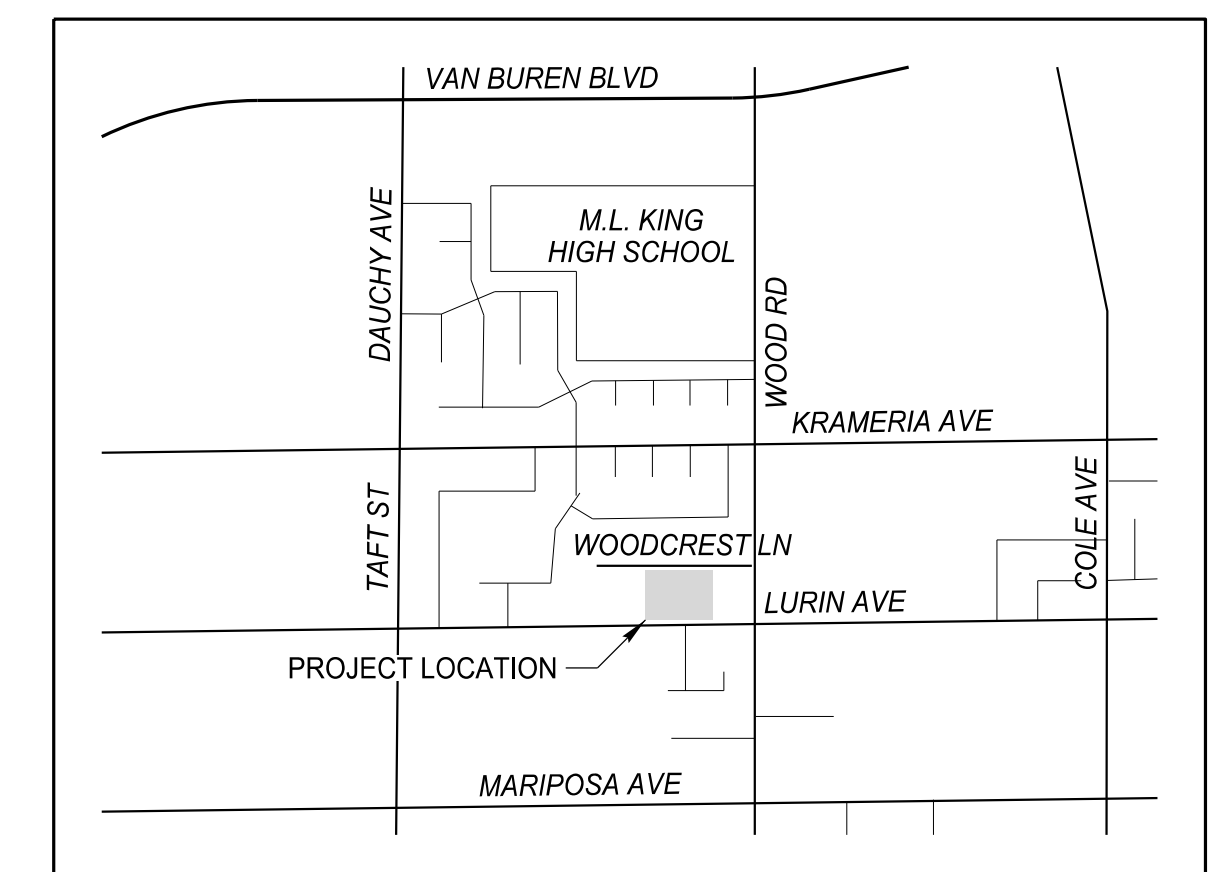 VAN BUREN BLVD
DAUCHY AVE
M.L. KING
HIGH SCHOOL
WOOD RD
KRAMERIA AVE
TAFT ST
COLE AVE
WOODCREST LN
LURIN AVE
PROJECT LOCATION
MARIPOSA AVE